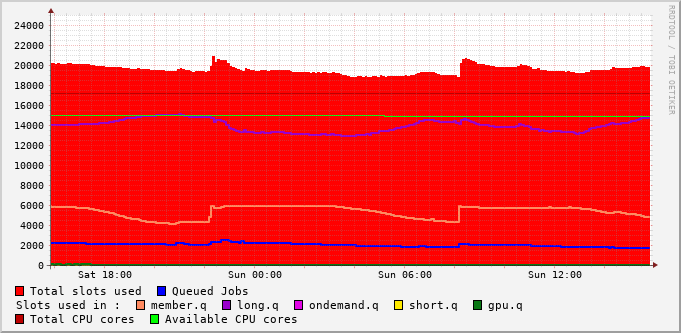 24000
22000
20000
18000
16000
14000
12000
10000
8000
6000
4000
2000
0
Sat 18:00 Sun 00:00 Sun 06:00 Sun 12:00
RRDTOOL / TOBI OETIKER
Total slots used Queued Jobs
Slots used in : member.q long.q ondemand.q short.q gpu.q
Total CPU cores Available CPU cores